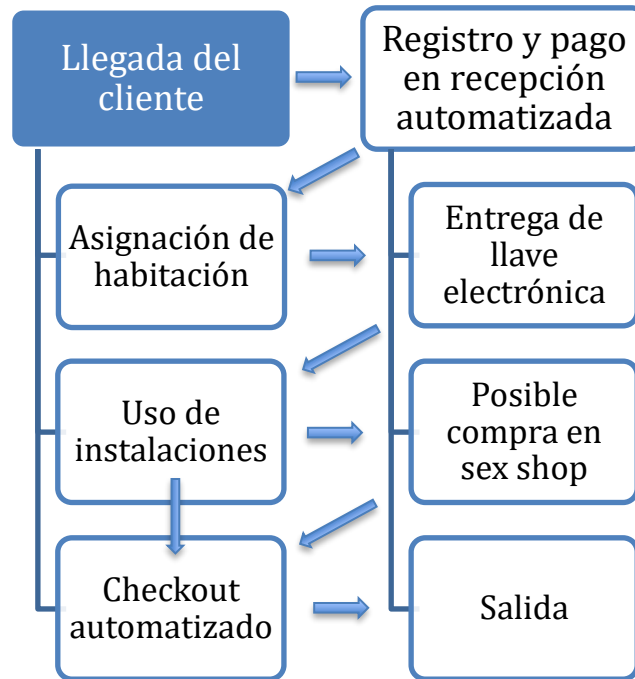 Llegada del
cliente
Registro y pago
en recepción
automatizada
Asignación de
habitación
Entrega de
llave
electrónica
Uso de
instalaciones
Posible
compra en
sex shop
Checkout
automatizado
Salida